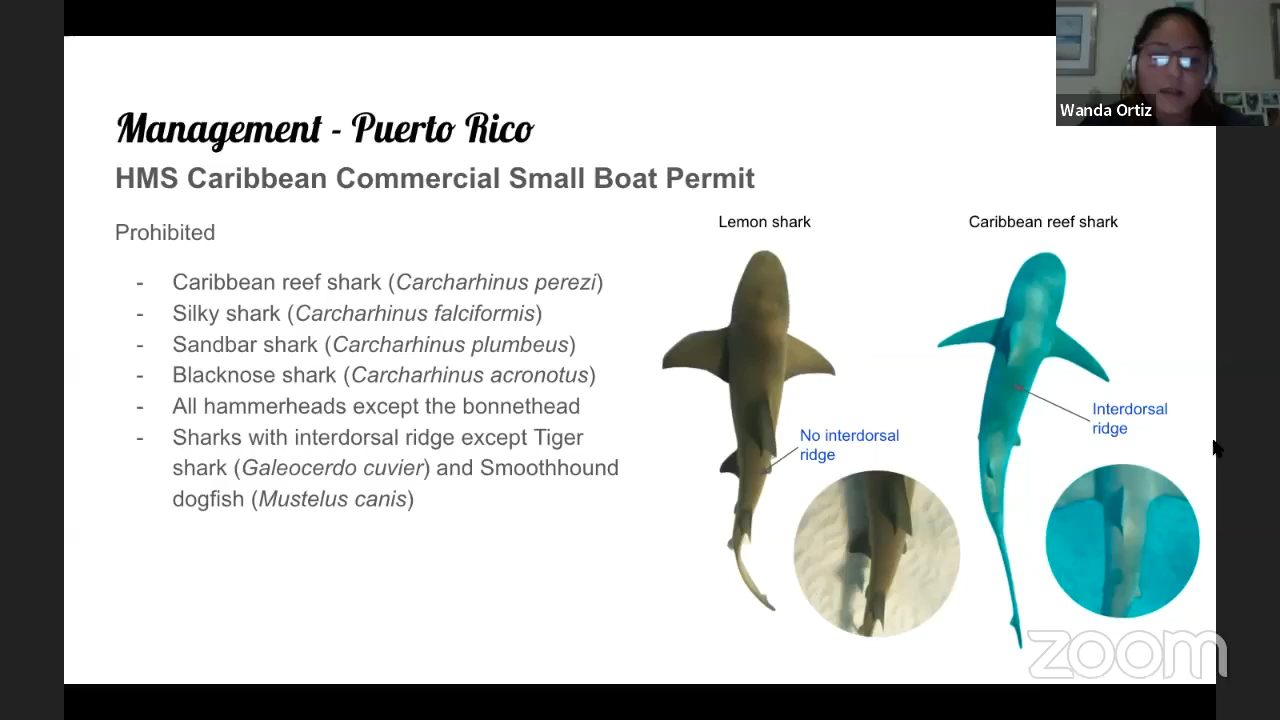 Wanda Ortiz
Management - Puerto Rico
HMS Caribbean Commercial Small Boat Permit
Prohibited
- Caribbean reef shark (Carcharhinus perezi)
- Silky shark (Carcharhinus falciformis)
- Sandbar shark (Carcharhinus plumbeus)
- Blacknose shark (Carcharhinus acronotus)
- All hammerheads except the bonnethead
- Sharks with interdorsal ridge except Tiger
shark (Galeocerdo cuvier) and Smoothhound
dogfish (Mustelus canis)
Lemon shark
No interdorsal
ridge
Caribbean reef shark
Interdorsal
ridge
zoom